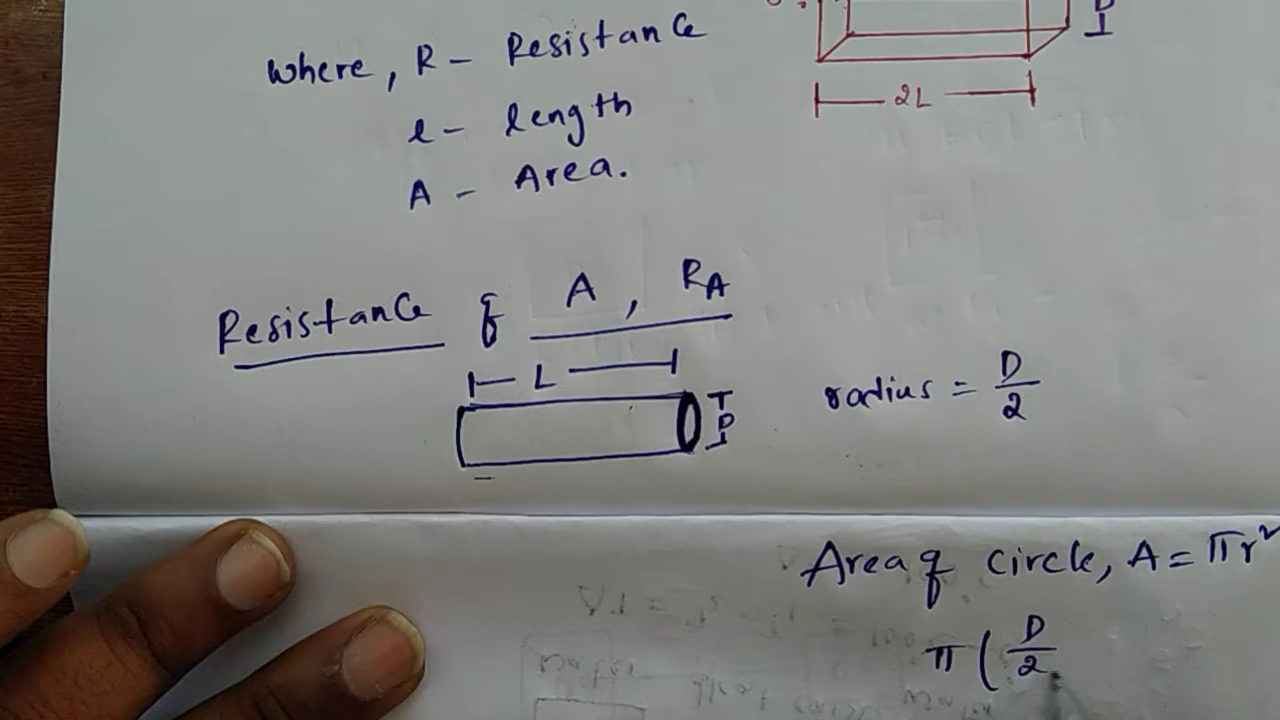 where, R - Resistance
l - length
A - Area.
D
2L
Resistance of A, RA
L
D
radius = D/2
Area of circle, A = πr²
π ( D/2